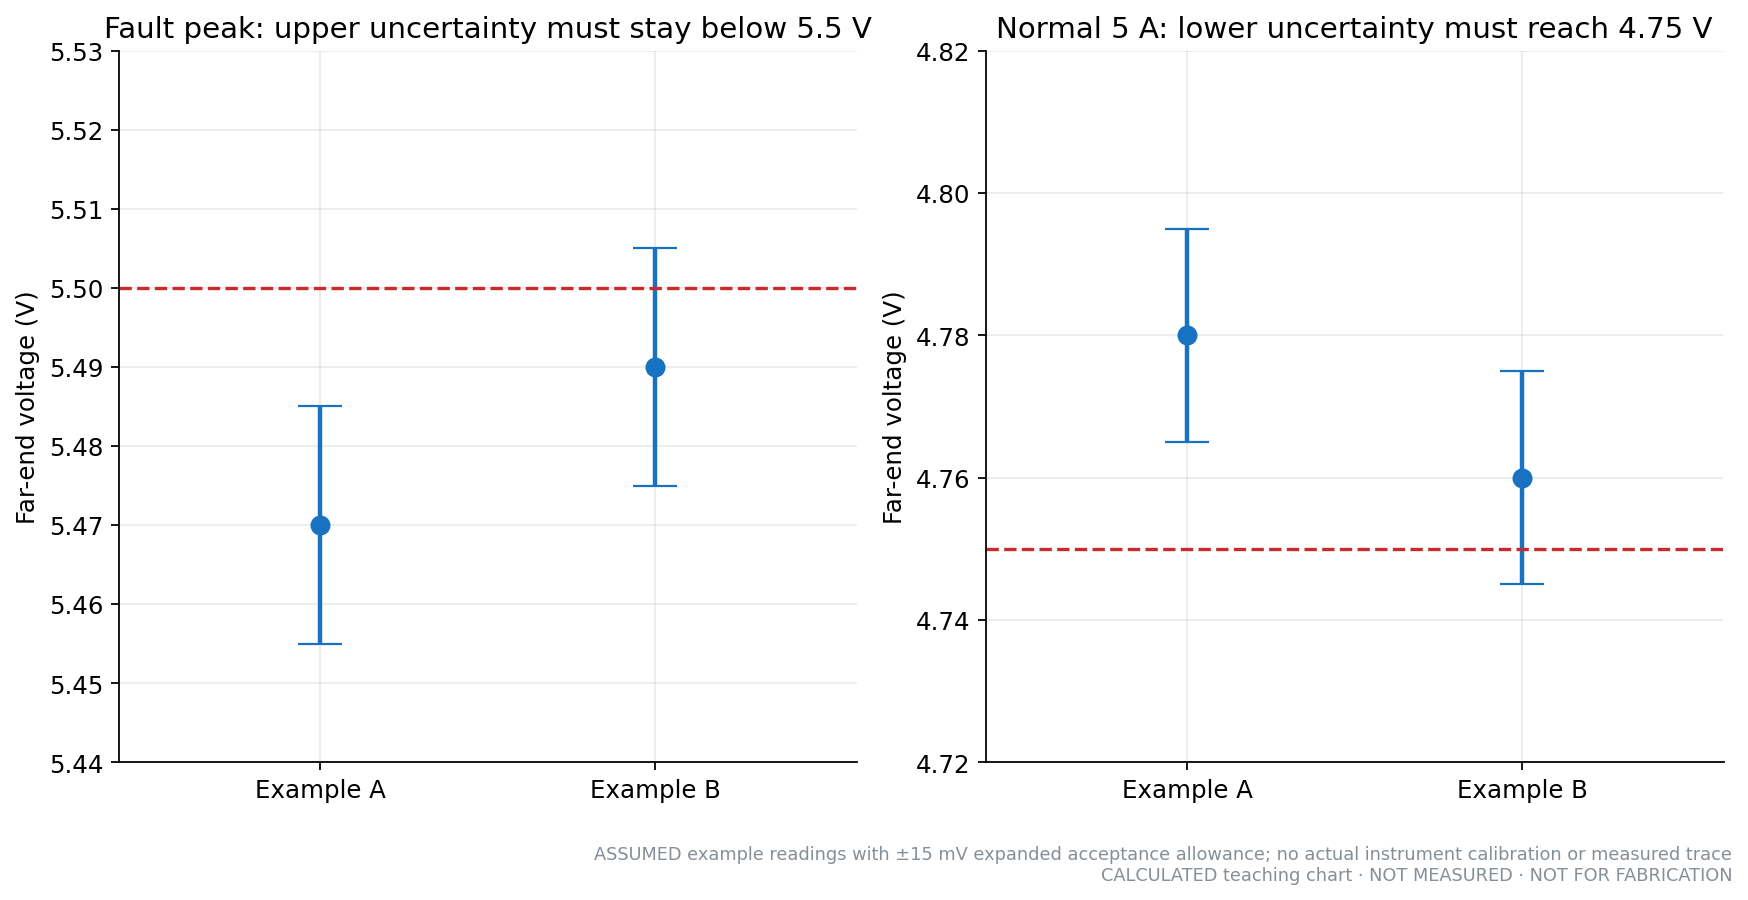 Fault peak: upper uncertainty must stay below 5.5 V
5.53
5.52
5.51
5.50
5.49
5.48
5.47
5.46
5.45
5.44
Far-end voltage (V)
Example A
Example B
Normal 5 A: lower uncertainty must reach 4.75 V
4.82
4.80
4.78
4.76
4.74
4.72
Far-end voltage (V)
Example A
Example B
ASSUMED example readings with ±15 mV expanded acceptance allowance; no actual instrument calibration or measured trace
CALCULATED teaching chart · NOT MEASURED · NOT FOR FABRICATION